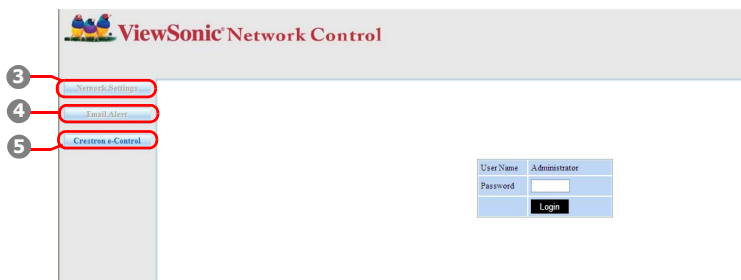 ViewSonic® Network Control
3
Network Settings
4
Email Alert
5
Crestron e-Control
User Name Administrator
Password
Login